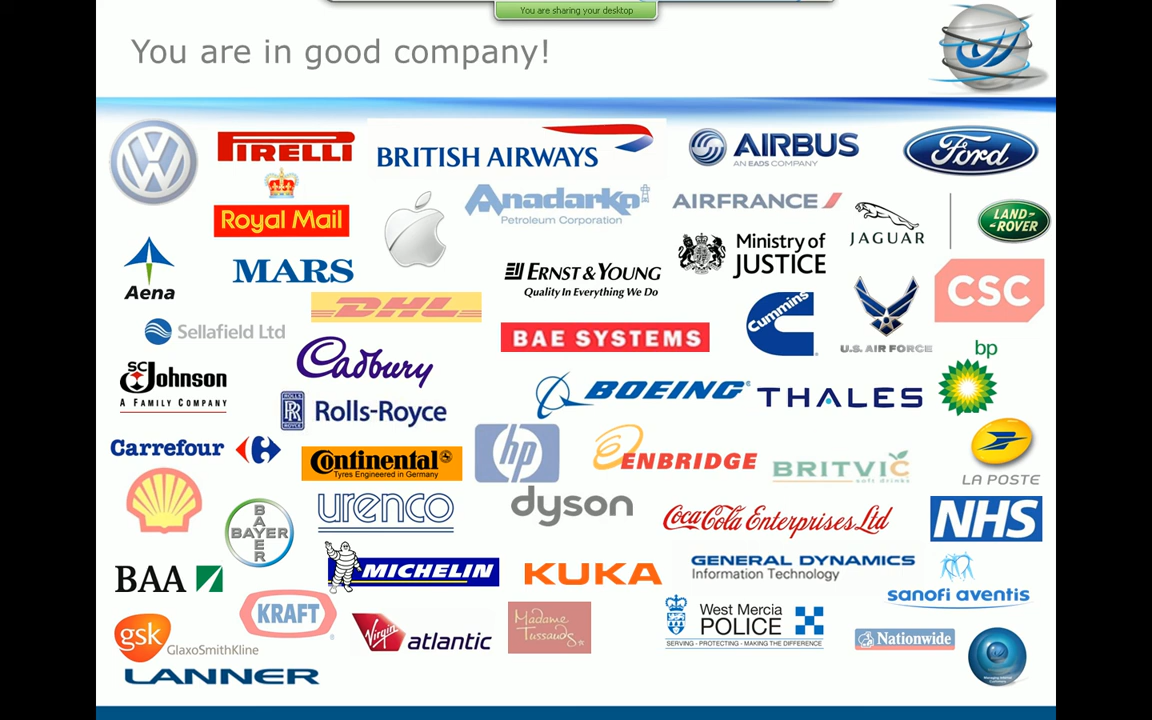 You are sharing your desktop
You are in good company!
VW
PIRELLI
BRITISH AIRWAYS
AIRBUS
AN EADS COMPANY
Ford
Royal Mail
Anadarko
Petroleum Corporation
AIRFRANCE
JAGUAR
LAND-
ROVER
Aena
MARS
ERNST & YOUNG
Quality In Everything We Do
Ministry of
JUSTICE
CSC
DHL
Cummins
U.S. AIR FORCE
Sellafield Ltd
BAE SYSTEMS
bp
SC Johnson
A FAMILY COMPANY
Cadbury
ROLLS
RR
ROYCE
Rolls-Royce
BOEING
THALES
Carrefour
Continental
Tyres Engineered in Germany
hp
ENBRIDGE
BRITVIC
soft drinks
LA POSTE
BAYER
BAYER
urenco
dyson
Coca-Cola Enterprises Ltd
NHS
BAA
MICHELIN
KUKA
GENERAL DYNAMICS
Information Technology
sanofi aventis
gsk
GlaxoSmithKline
KRAFT
Virgin
atlantic
Madame
Tussauds
West Mercia
POLICE
SERVING - PROTECTING - MAKING THE DIFFERENCE
Nationwide
LANNER